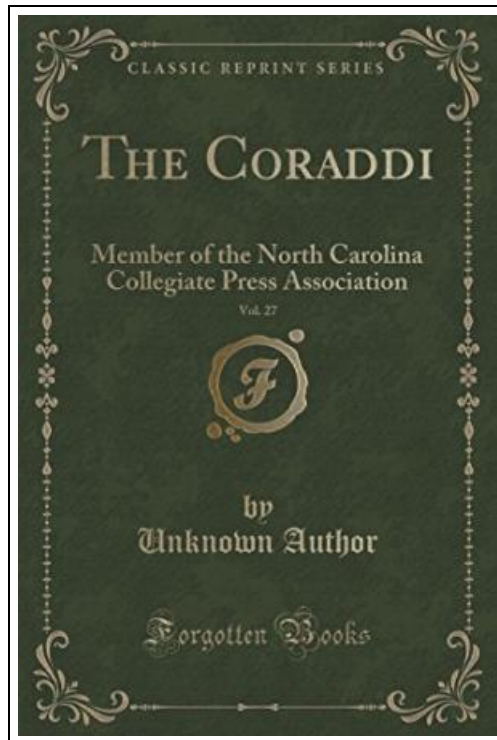 CLASSIC REPRINT SERIES
THE CORADDI
Member of the North Carolina
Collegiate Press Association
Vol. 27
F
by
Unknown Author
Forgotten Books